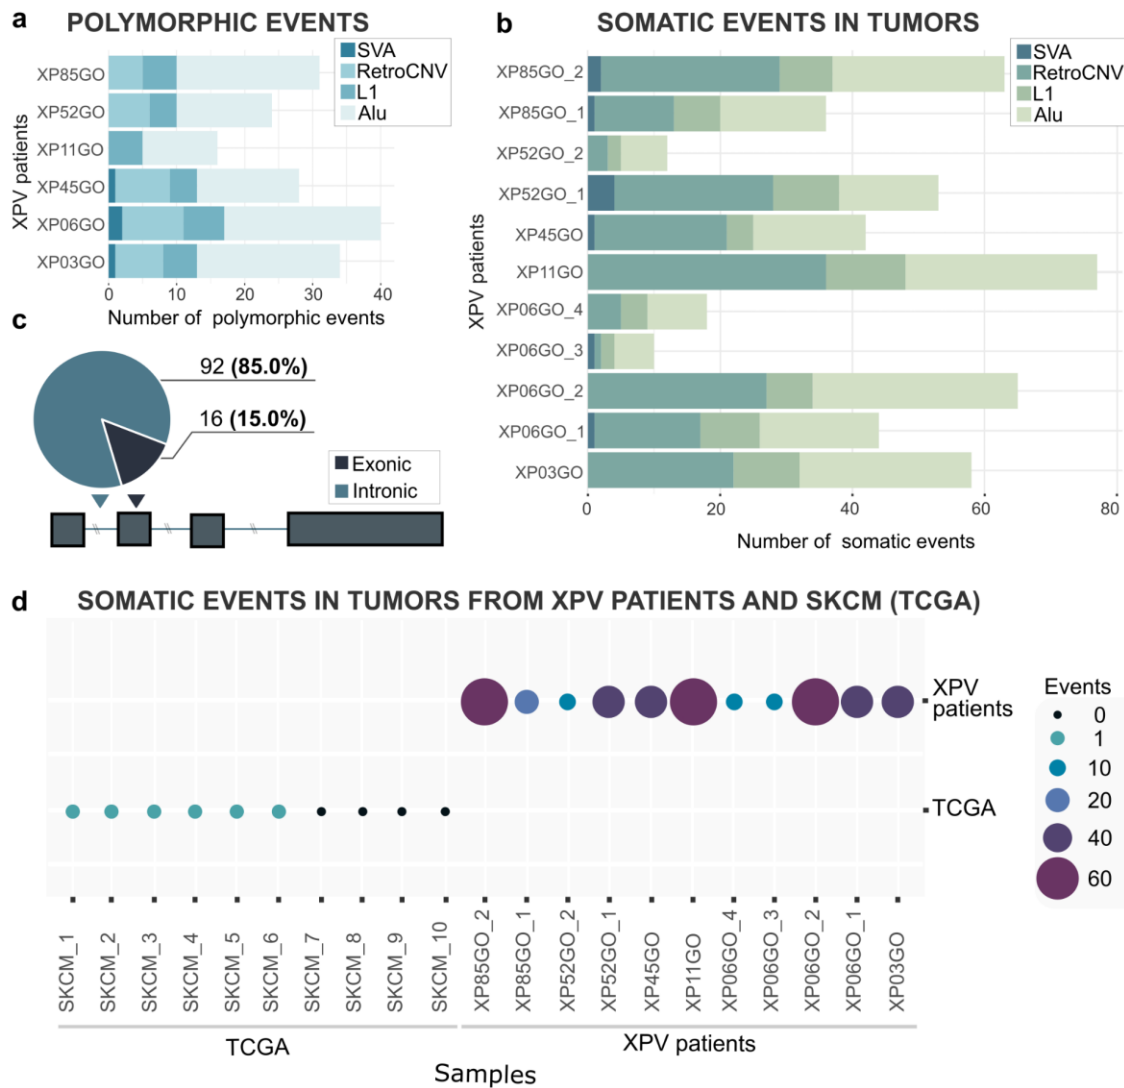 a POLYMORPHIC EVENTS
SVA
RetroCNV
L1
Alu
XPV patients
XP85GO
XP52GO
XP11GO
XP45GO
XP06GO
XP03GO
0 10 20 30 40
Number of polymorphic events
b SOMATIC EVENTS IN TUMORS
SVA
RetroCNV
L1
Alu
XPV patients
XP85GO_2
XP85GO_1
XP52GO_2
XP52GO_1
XP45GO
XP11GO
XP06GO_4
XP06GO_3
XP06GO_2
XP06GO_1
XP03GO
0 20 40 60 80
Number of somatic events
c
92 (85.0%)
16 (15.0%)
Exonic
Intronic
d SOMATIC EVENTS IN TUMORS FROM XPV PATIENTS AND SKCM (TCGA)
XPV
patients
TCGA
Events
0
1
10
20
40
60
SKCM_1
SKCM_2
SKCM_3
SKCM_4
SKCM_5
SKCM_6
SKCM_7
SKCM_8
SKCM_9
SKCM_10
XP85GO_2
XP85GO_1
XP52GO_2
XP52GO_1
XP45GO
XP11GO
XP06GO_4
XP06GO_3
XP06GO_2
XP06GO_1
XP03GO
TCGA
XPV patients
Samples